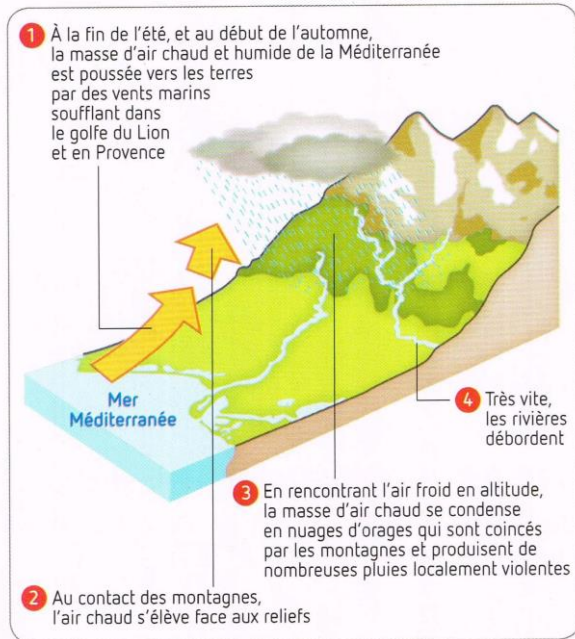 1 À la fin de l'été, et au début de l'automne,
la masse d'air chaud et humide de la Méditerranée
est poussée vers les terres
par des vents marins
soufflant dans
le golfe du Lion
et en Provence
Mer
Méditerranée
4 Très vite,
les rivières
débordent
3 En rencontrant l'air froid en altitude,
la masse d'air chaud se condense
en nuages d'orages qui sont coincés
par les montagnes et produisent de
nombreuses pluies localement violentes
2 Au contact des montagnes,
l'air chaud s'élève face aux reliefs